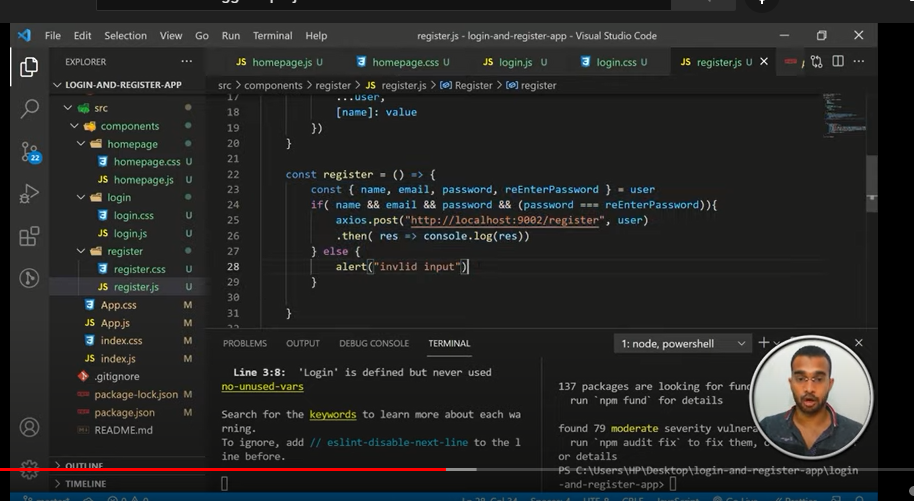 File Edit Selection View Go Run Terminal Help register.js - login-and-register-app - Visual Studio Code
EXPLORER
LOGIN-AND-REGISTER-APP
src
components
homepage
homepage.css U
homepage.js U
login
login.css U
login.js U
register
register.css U
register.js U
App.css M
App.js M
index.css M
index.js M
.gitignore
package-lock.json M
package.json M
README.md
OUTLINE
TIMELINE
22
homepage.js U homepage.css U login.js U login.css U register.js U
src > components > register > register.js > Register > register
17 ...user,
18 [name]: value
19 })
20 }
21
22 const register = () => {
23 const { name, email, password, reEnterPassword } = user
24 if( name && email && password && (password === reEnterPassword)){
25 axios.post("http://localhost:9002/register", user)
26 .then( res => console.log(res))
27 } else {
28 alert("invlid input")
29 }
30
31 }
32
PROBLEMS OUTPUT DEBUG CONSOLE TERMINAL 1: node, powershell
Line 3:8: 'Login' is defined but never used
no-unused-vars
Search for the keywords to learn more about each wa
rning.
To ignore, add // eslint-disable-next-line to the l
ine before.
137 packages are looking for fund
run `npm fund` for details
found 79 moderate severity vulnera
run `npm audit fix` to fix them, o
or details
PS C:\Users\HP\Desktop\login-and-register-app\login
-and-register-app>